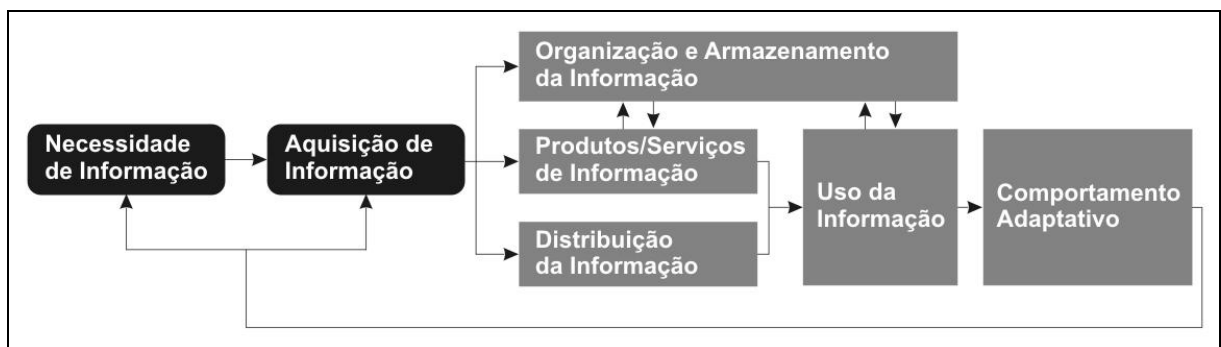 Necessidade
de Informação
Aquisição de
Informação
Organização e Armazenamento
da Informação
Produtos/Serviços
de Informação
Distribuição
da Informação
Uso da
Informação
Comportamento
Adaptativo